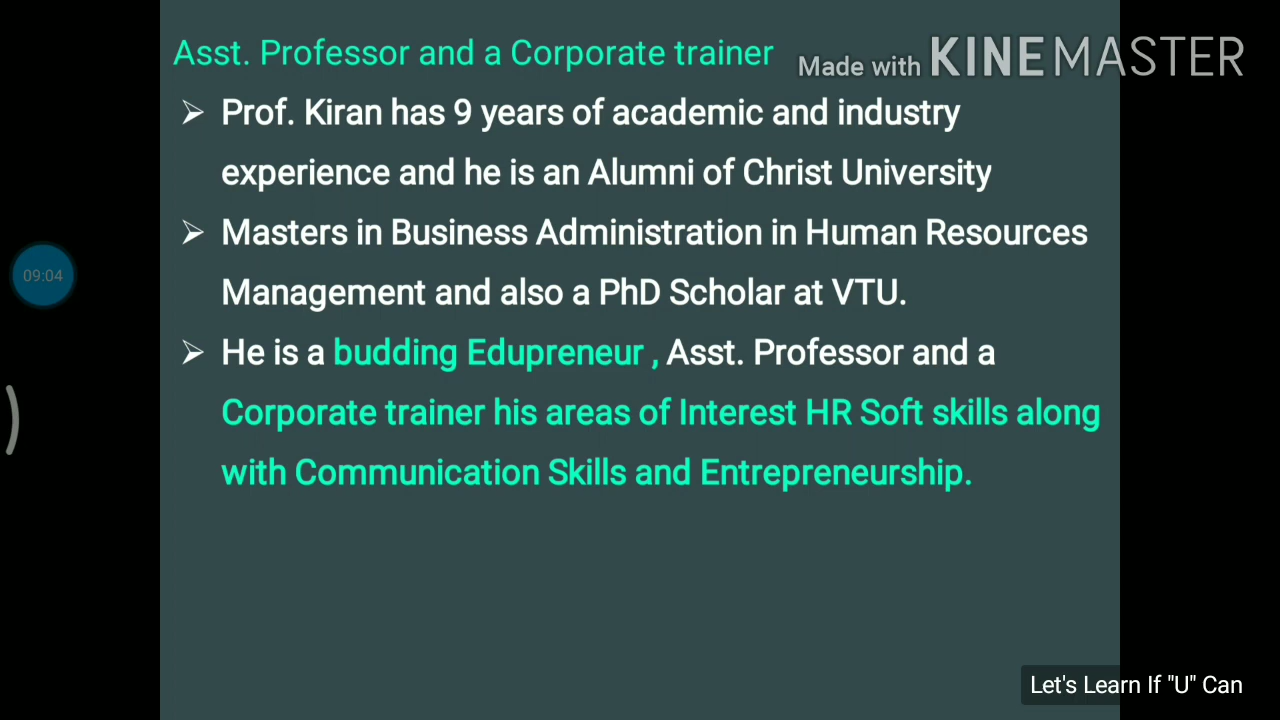 Asst. Professor and a Corporate trainer
Made with KINEMASTER
➢ Prof. Kiran has 9 years of academic and industry
experience and he is an Alumni of Christ University
➢ Masters in Business Administration in Human Resources
09:04
Management and also a PhD Scholar at VTU.
➢ He is a budding Edupreneur , Asst. Professor and a
Corporate trainer his areas of Interest HR Soft skills along
with Communication Skills and Entrepreneurship.
Let's Learn If "U" Can